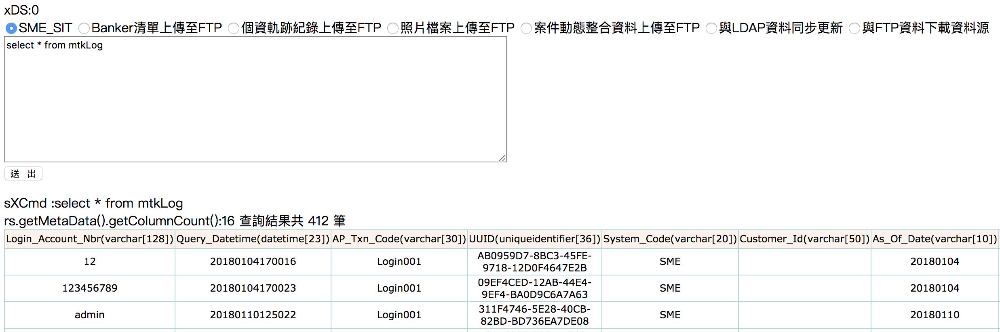 xDS:0
SME_SIT Banker清單上傳至FTP 個資軌跡紀錄上傳至FTP 照片檔案上傳至FTP 案件動態整合資料上傳至FTP 與LDAP資料同步更新 與FTP資料下載資料源
select * from mtkLog
送 出
sXCmd :select * from mtkLog
rs.getMetaData().getColumnCount():16 查詢結果共 412 筆
Login_Account_Nbr(varchar[128]) Query_Datetime(datetime[23]) AP_Txn_Code(varchar[30]) UUID(uniqueidentifier[36]) System_Code(varchar[20]) Customer_Id(varchar[50]) As_Of_Date(varchar[10])
12 20180104170016 Login001 AB0959D7-8BC3-45FE- SME 20180104
9718-12D0F4647E2B
123456789 20180104170023 Login001 09EF4CED-12AB-44E4- SME 20180104
9EF4-BA0D9C6A7A63
admin 20180110125022 Login001 311F4746-5E28-40CB- SME 20180110
82BD-BD736EA7DE08